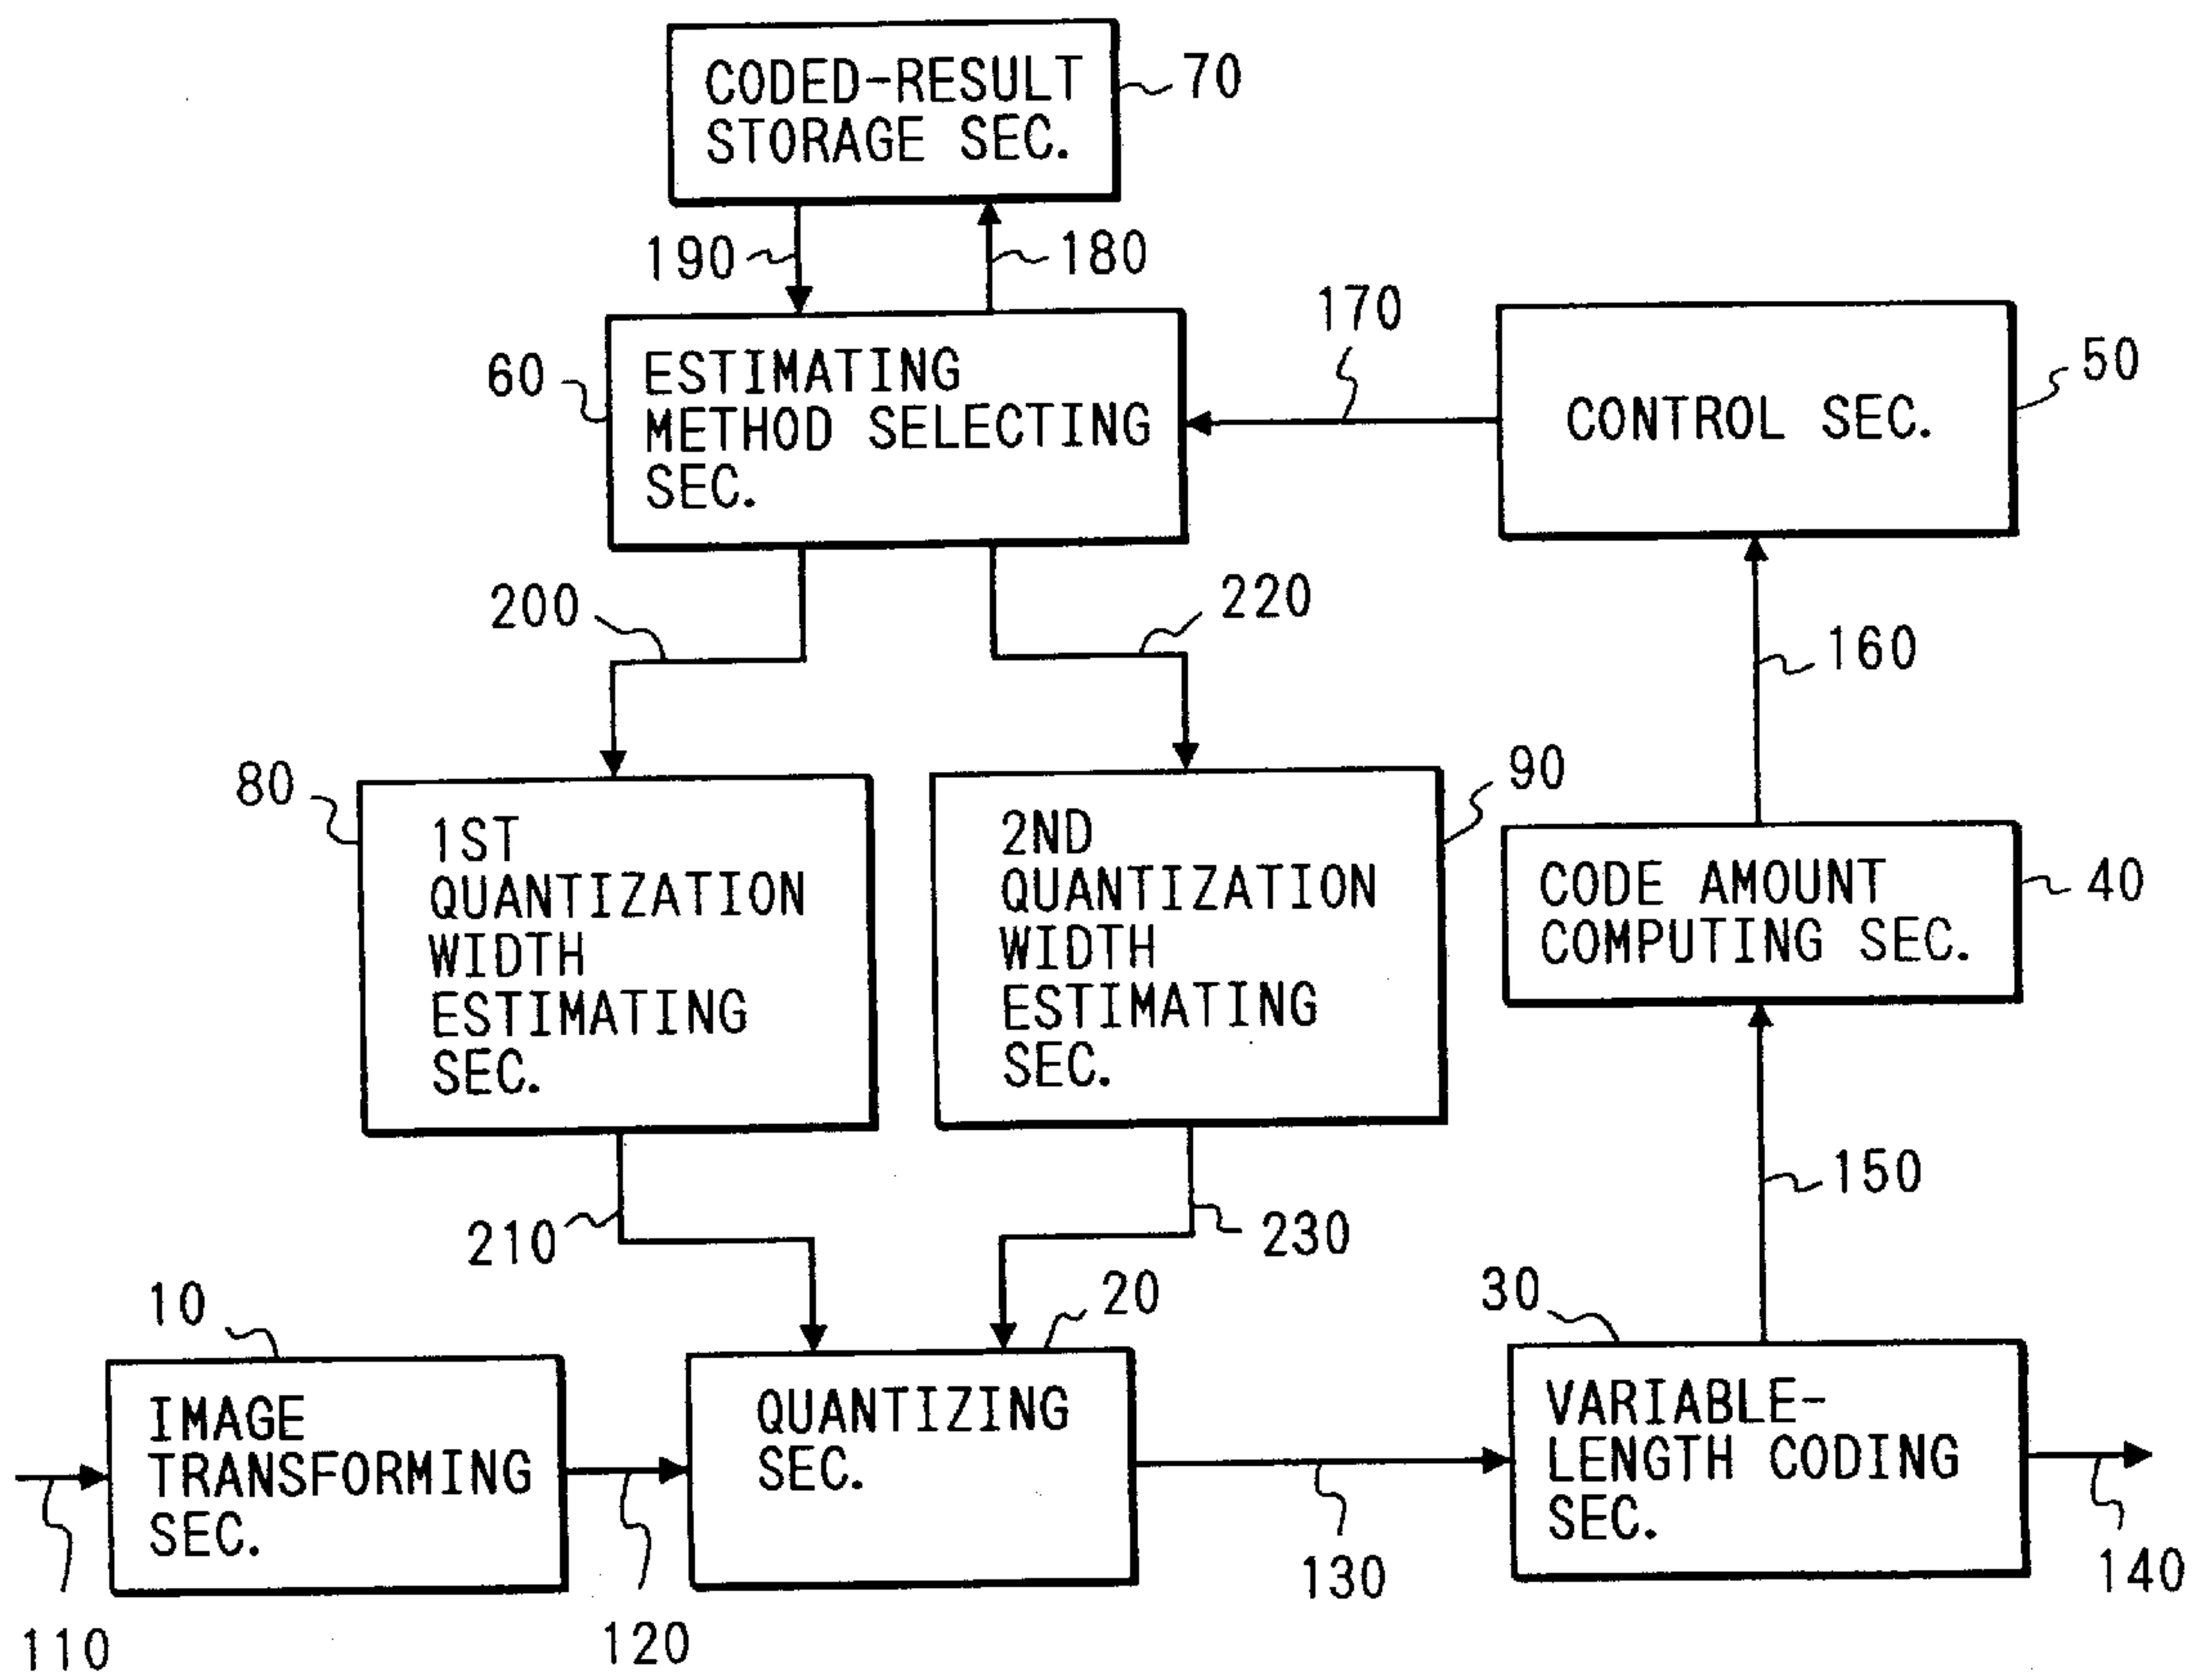 CODED-RESULT
STORAGE SEC.
70
190
180
170
60
ESTIMATING
METHOD SELECTING
SEC.
CONTROL SEC.
50
200
220
160
80
1ST
QUANTIZATION
WIDTH
ESTIMATING
SEC.
2ND
QUANTIZATION
WIDTH
ESTIMATING
SEC.
90
CODE AMOUNT
COMPUTING SEC.
40
150
210
230
10
20
30
IMAGE
TRANSFORMING
SEC.
QUANTIZING
SEC.
VARIABLE-
LENGTH CODING
SEC.
110
120
130
140